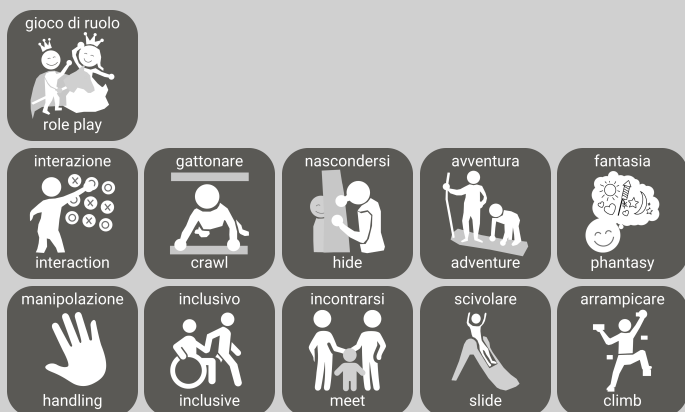 gioco di ruolo
role play
interazione
interaction
gattonare
crawl
nascondersi
hide
avventura
adventure
fantasia
phantasy
manipolazione
handling
inclusivo
inclusive
incontrarsi
meet
scivolare
slide
arrampicare
climb